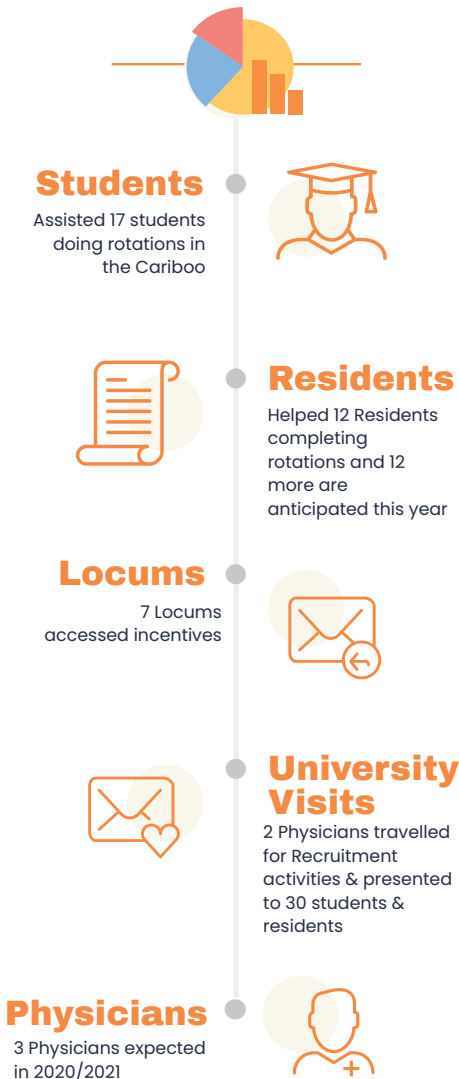 Students
Assisted 17 students
doing rotations in
the Cariboo
Residents
Helped 12 Residents
completing
rotations and 12
more are
anticipated this year
Locums
7 Locums
accessed incentives
University
Visits
2 Physicians travelled
for Recruitment
activities & presented
to 30 students &
residents
Physicians
3 Physicians expected
in 2020/2021